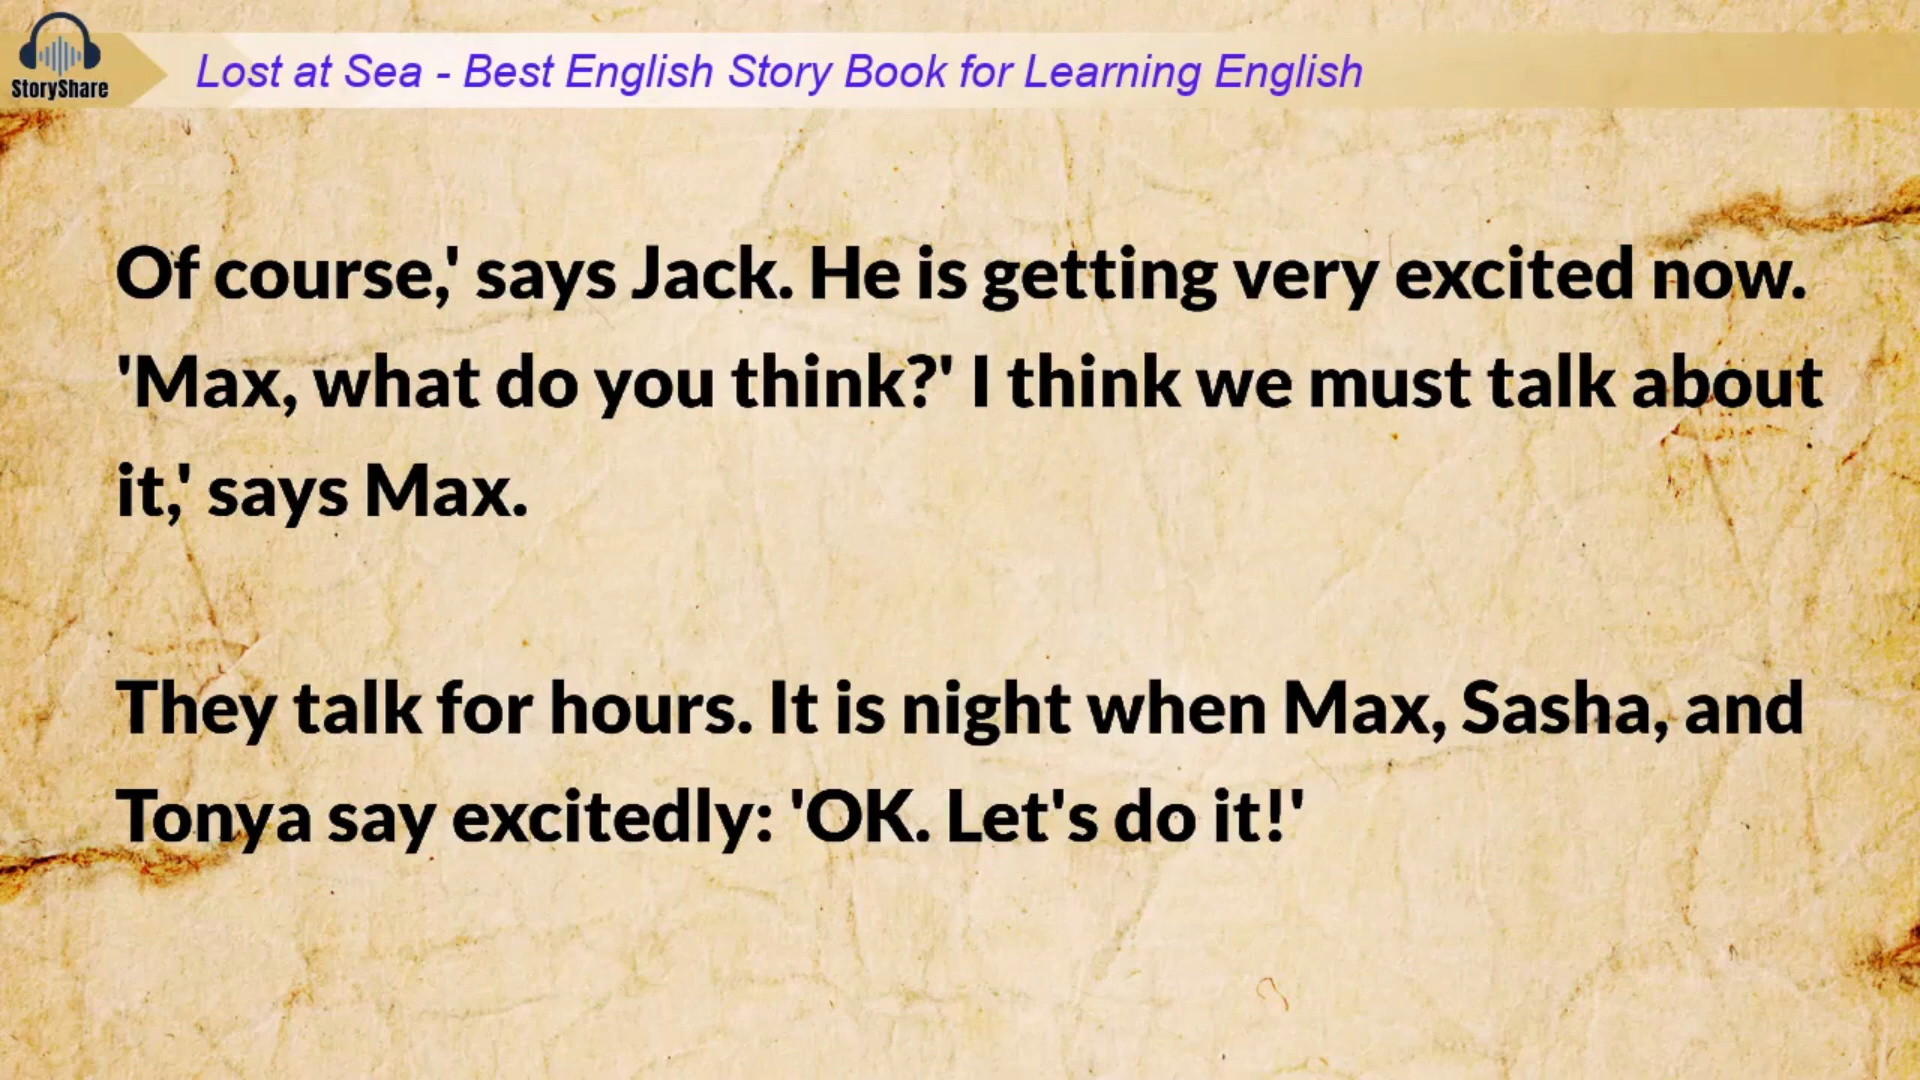 StoryShare
Lost at Sea - Best English Story Book for Learning English
Of course,' says Jack. He is getting very excited now.
'Max, what do you think?' I think we must talk about
it,' says Max.
They talk for hours. It is night when Max, Sasha, and
Tonya say excitedly: 'OK. Let's do it!'